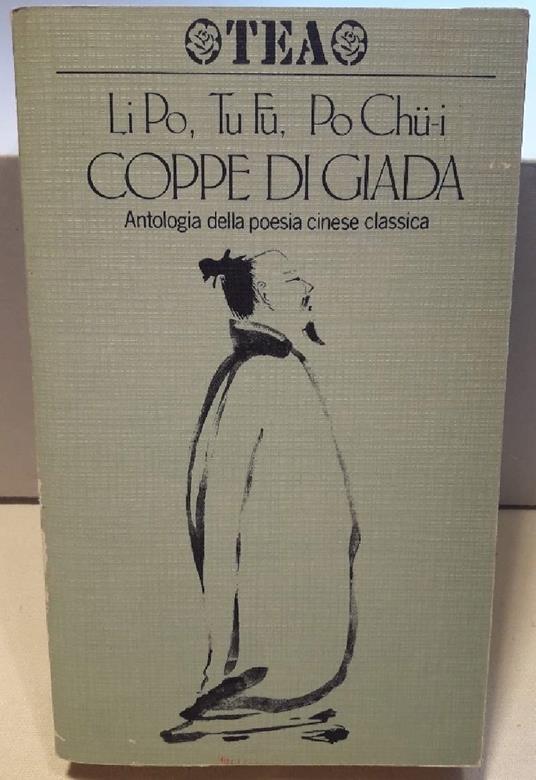 TEA
Li Po, Tu Fu, Po Chü-i
COPPE DI GIADA
Antologia della poesia cinese classica